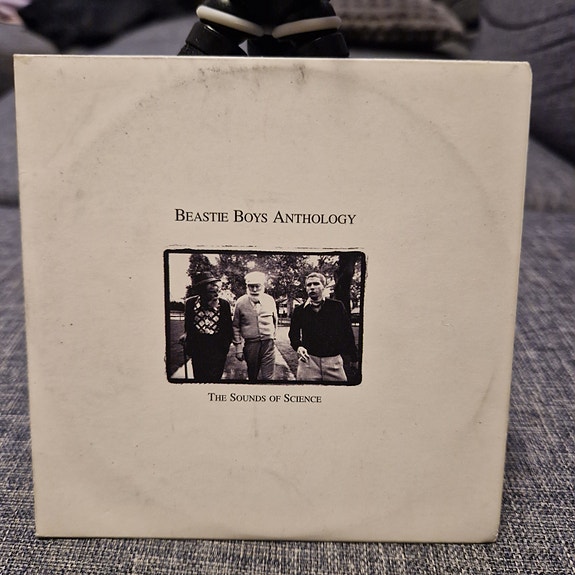 Beastie Boys Anthology
The Sounds of Science